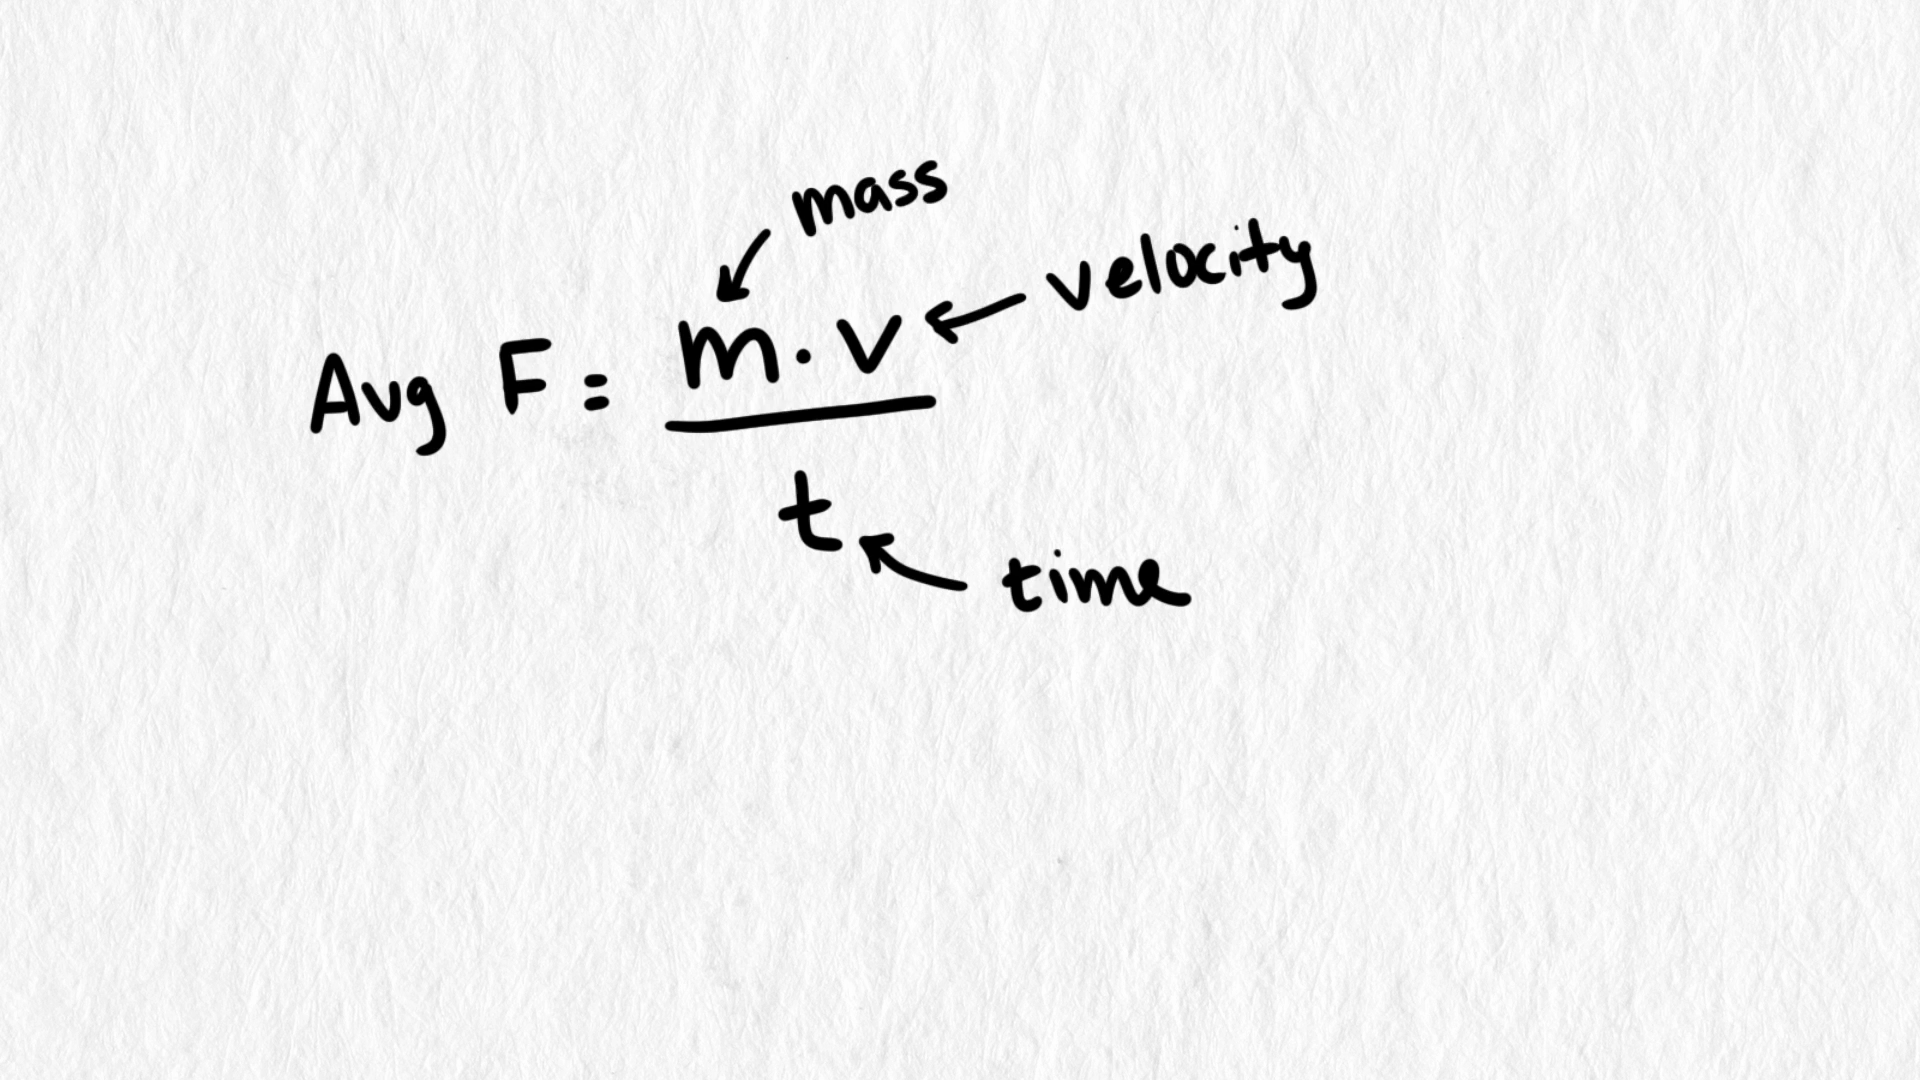 mass
velocity
Avg F = m · v
t
time